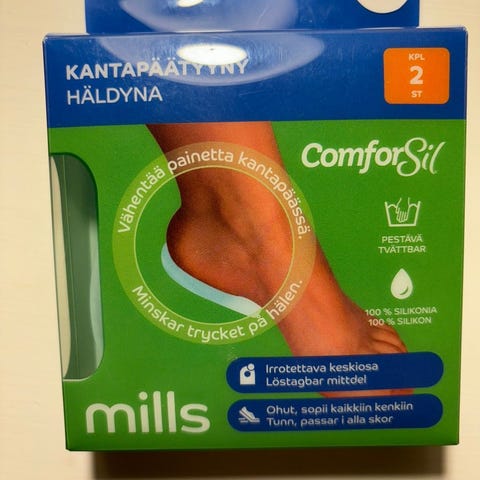 KANTAPÄÄTYYNY
HÄLDYNA
KPL
2
ST
ComforSil
Vähentää painetta kantapäässä.
Minskar trycket på hälen.
PESTÄVÄ
TVÄTTBAR
100 % SILIKONIA
100 % SILIKON
Irrotettava keskiosa
Löstagbar mittdel
mills
Ohut, sopii kaikkiin kenkiin
Tunn, passar i alla skor